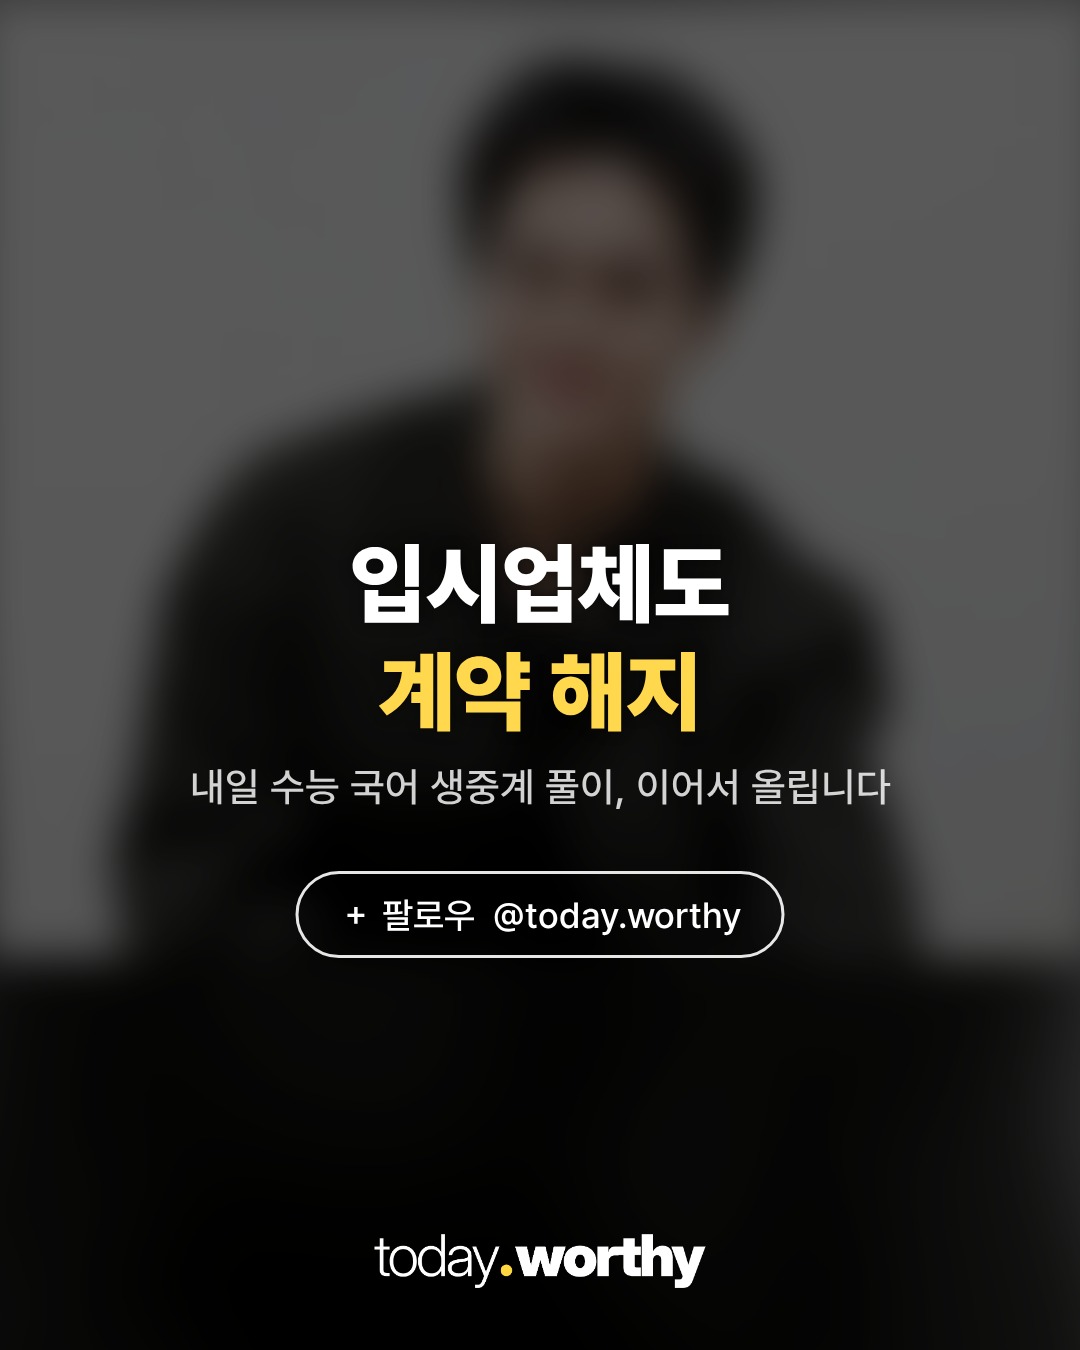 입시업체도
계약 해지
내일 수능 국어 생중계 풀이, 이어서 올립니다
+ 팔로우 @today.worthy
today.worthy